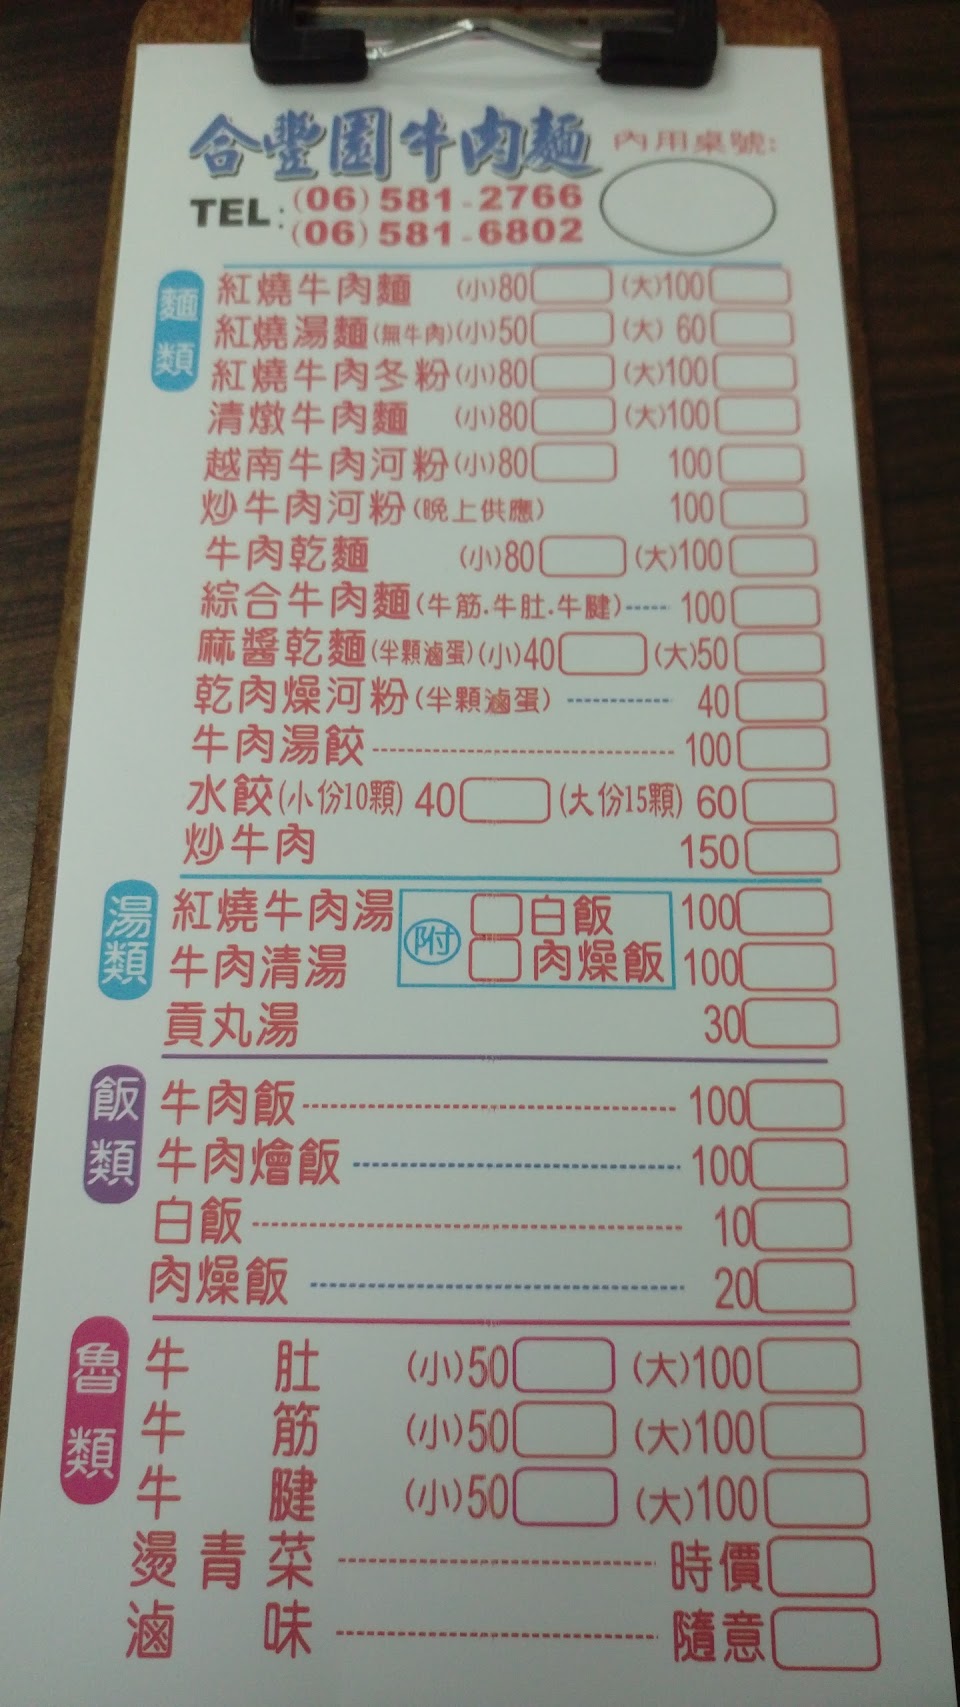 合豐園牛肉麵 內用桌號:
TEL: (06)581-2766
(06)581-6802
麵類
紅燒牛肉麵 (小)80 (大)100
紅燒湯麵(無牛肉)(小)50 (大) 60
紅燒牛肉冬粉(小)80 (大)100
清燉牛肉麵 (小)80 (大)100
越南牛肉河粉(小)80 100
炒牛肉河粉(晚上供應) 100
牛肉乾麵 (小)80 (大)100
綜合牛肉麵(牛筋.牛肚.牛腱) 100
麻醬乾麵(半顆滷蛋)(小)40 (大)50
乾肉燥河粉(半顆滷蛋) 40
牛肉湯餃 100
水餃(小份10顆) 40 (大份15顆) 60
炒牛肉 150
湯類
紅燒牛肉湯 附 白飯 100
牛肉清湯 肉燥飯 100
貢丸湯 30
飯類
牛肉飯 100
牛肉燴飯 100
白飯 10
肉燥飯 20
魯類
牛肚 (小)50 (大)100
牛筋 (小)50 (大)100
牛腱 (小)50 (大)100
燙青菜 時價
滷味 隨意